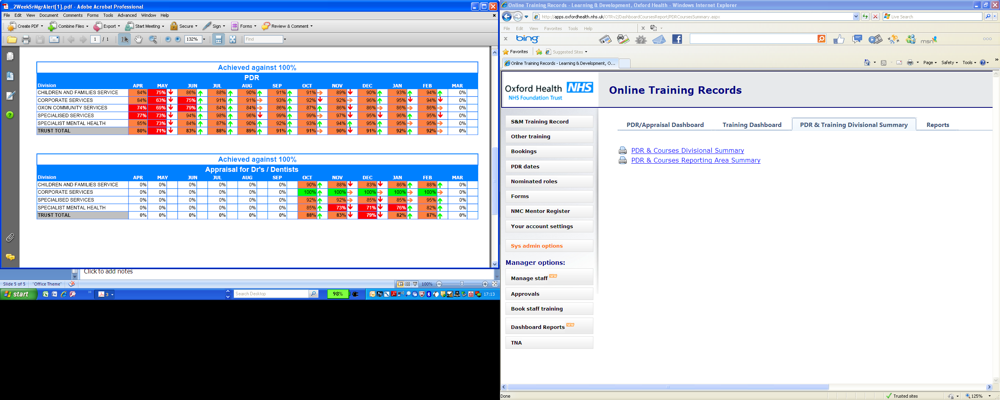 _2WeekSrMgrAlert[1].pdf - Adobe Acrobat Professional
File Edit View Document Comments Forms Tools Advanced Window Help
Create PDF Combine Files Export Start Meeting Secure Sign Forms Review & Comment
1 / 1 132% Find
Achieved against 100%
PDR
Division APR MAY JUN JUL AUG SEP OCT NOV DEC JAN FEB MAR
CHILDREN AND FAMILIES SERVICE 84% 75% 86% 88% 90% 91% 91% 89% 90% 93% 94% 0%
CORPORATE SERVICES 84% 63% 75% 91% 91% 93% 92% 92% 96% 95% 94% 0%
OXON COMMUNITY SERVICES 74% 69% 79% 84% 84% 86% 87% 86% 86% 86% 86% 0%
SPECIALISED SERVICES 77% 73% 94% 98% 96% 99% 99% 97% 95% 96% 95% 0%
SPECIALIST MENTAL HEALTH 85% 73% 84% 87% 90% 92% 93% 94% 95% 95% 95% 0%
TRUST TOTAL 80% 71% 83% 88% 89% 91% 91% 90% 91% 92% 92% 0%
Achieved against 100%
Appraisal for Dr's / Dentists
Division APR MAY JUN JUL AUG SEP OCT NOV DEC JAN FEB MAR
CHILDREN AND FAMILIES SERVICE 0% 0% 0% 0% 0% 0% 90% 88% 83% 86% 88% 0%
CORPORATE SERVICES 0% 0% 0% 0% 0% 0% 100% 100% 100% 100% 100% 0%
SPECIALISED SERVICES 0% 0% 0% 0% 0% 0% 92% 92% 85% 85% 95% 0%
SPECIALIST MENTAL HEALTH 0% 0% 0% 0% 0% 0% 85% 73% 71% 76% 82% 0%
TRUST TOTAL 0% 0% 0% 0% 0% 0% 88% 83% 79% 82% 87% 0%
Click to add notes
Slide 5 of 5 "Office Theme" 100%
start 3 Search Desktop 98% 17:13
Online Training Records - Learning & Development, Oxford Health - Windows Internet Explorer
http://apps.oxfordhealth.nhs.uk/OTRv2/DashboardCoursesReport/PDRCoursesSummary.aspx Live Search
File Edit View Favorites Tools Help
x bing msn
Favorites Suggested Sites
Online Training Records - Learning & Development, O... Page Safety Tools
Oxford Health NHS
NHS Foundation Trust
Online Training Records
PDR/Appraisal Dashboard Training Dashboard PDR & Training Divisional Summary Reports
PDR & Courses Divisional Summary
PDR & Courses Reporting Area Summary
S&M Training Record
Other training
Bookings
PDR dates
Nominated roles
Forms
NMC Mentor Register
Your account settings
Sys admin options
Manager options:
Manage staff NEW
Approvals
Book staff training
Dashboard Reports NEW
TNA
Done Trusted sites 125%